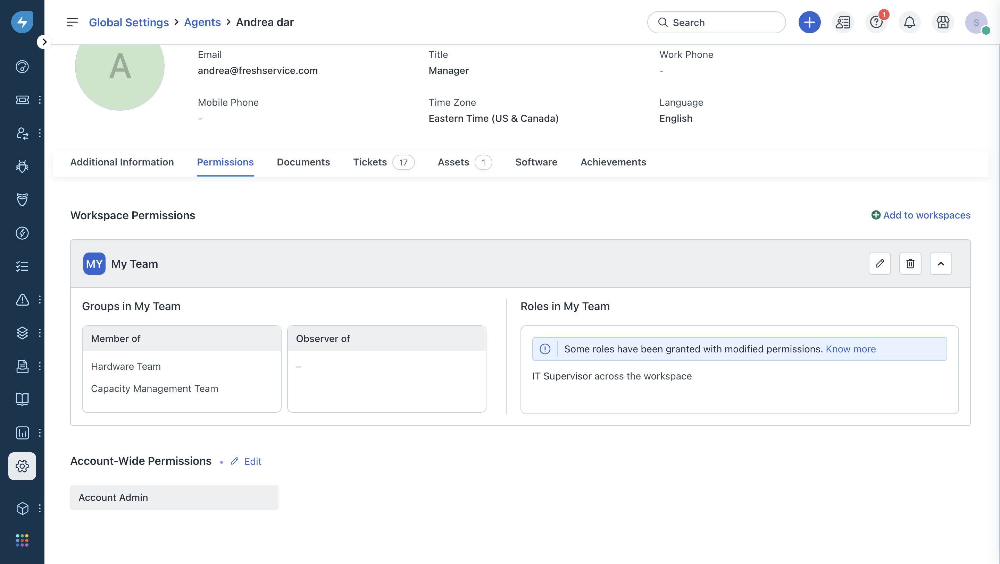 Global Settings > Agents > Andrea dar
Search
1
S
A
Email
andrea@freshservice.com
Title
Manager
Work Phone
-
Mobile Phone
-
Time Zone
Eastern Time (US & Canada)
Language
English
Additional Information Permissions Documents Tickets 17 Assets 1 Software Achievements
Workspace Permissions
Add to workspaces
MY My Team
Groups in My Team
Member of
Hardware Team
Capacity Management Team
Observer of
–
Roles in My Team
Some roles have been granted with modified permissions. Know more
IT Supervisor across the workspace
Account-Wide Permissions • Edit
Account Admin